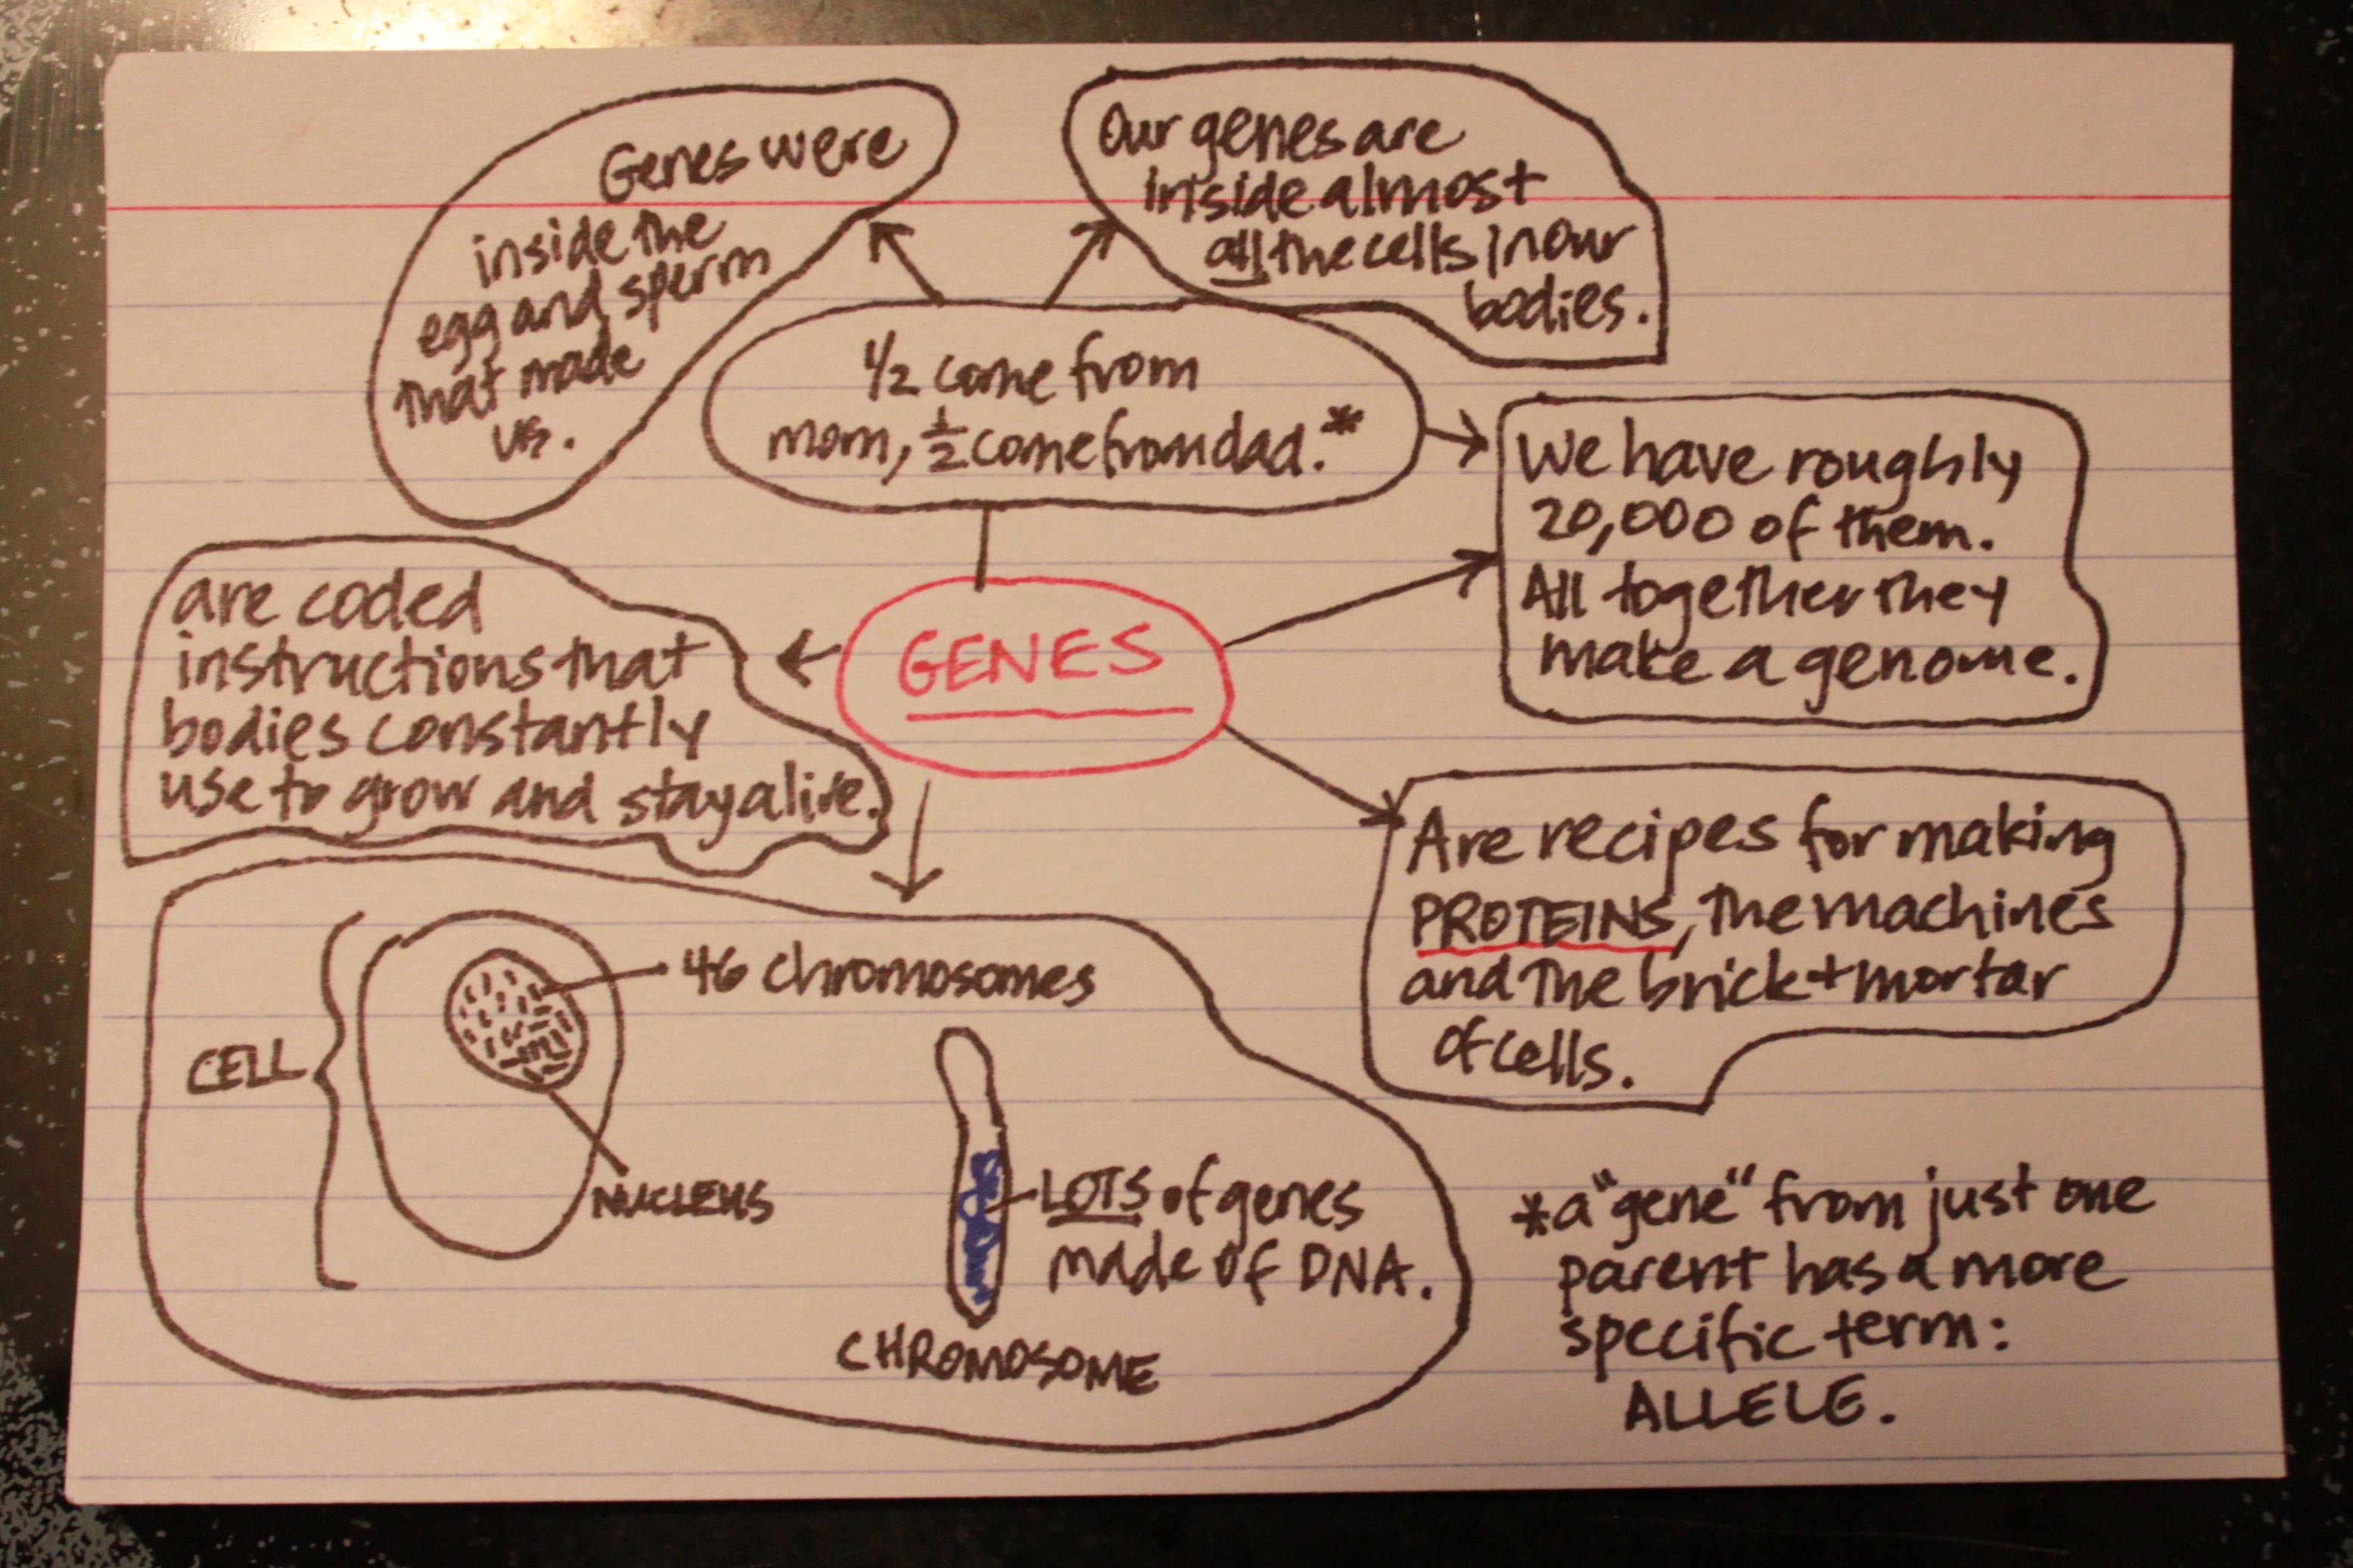 Genes were
inside the
egg and sperm
that made
us.
Our genes are
inside almost
all the cells in our
bodies.
1/2 come from
mom, 1/2 come from dad.*
We have roughly
20,000 of them.
All together they
make a genome.
are coded
instructions that
bodies constantly
use to grow and stay alive.
GENES
Are recipes for making
PROTEINS, the machines
and the brick + mortar
of cells.
CELL
46 chromosomes
NUCLEUS
LOTS of genes
made of DNA.
CHROMOSOME
*a "gene" from just one
parent has a more
specific term:
ALLELE.